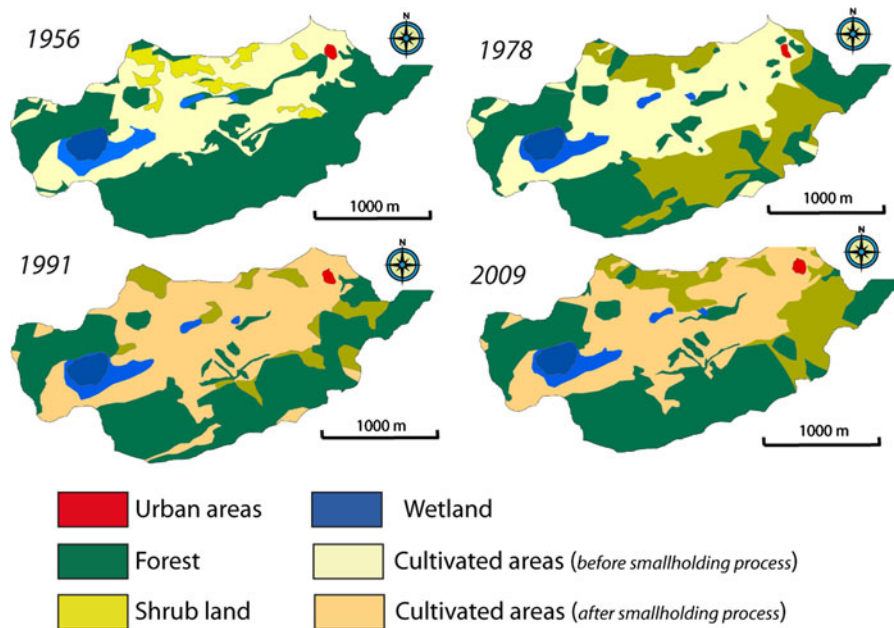 1956
N
1000 m
1978
N
1000 m
1991
N
1000 m
2009
N
1000 m
Urban areas
Wetland
Forest
Cultivated areas (before smallholding process)
Shrub land
Cultivated areas (after smallholding process)